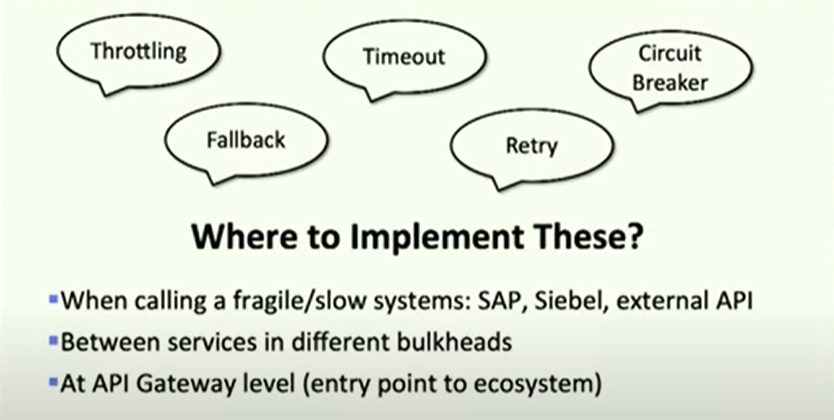 Throttling
Timeout
Circuit
Breaker
Fallback
Retry
Where to Implement These?
▪When calling a fragile/slow systems: SAP, Siebel, external API
▪Between services in different bulkheads
▪At API Gateway level (entry point to ecosystem)